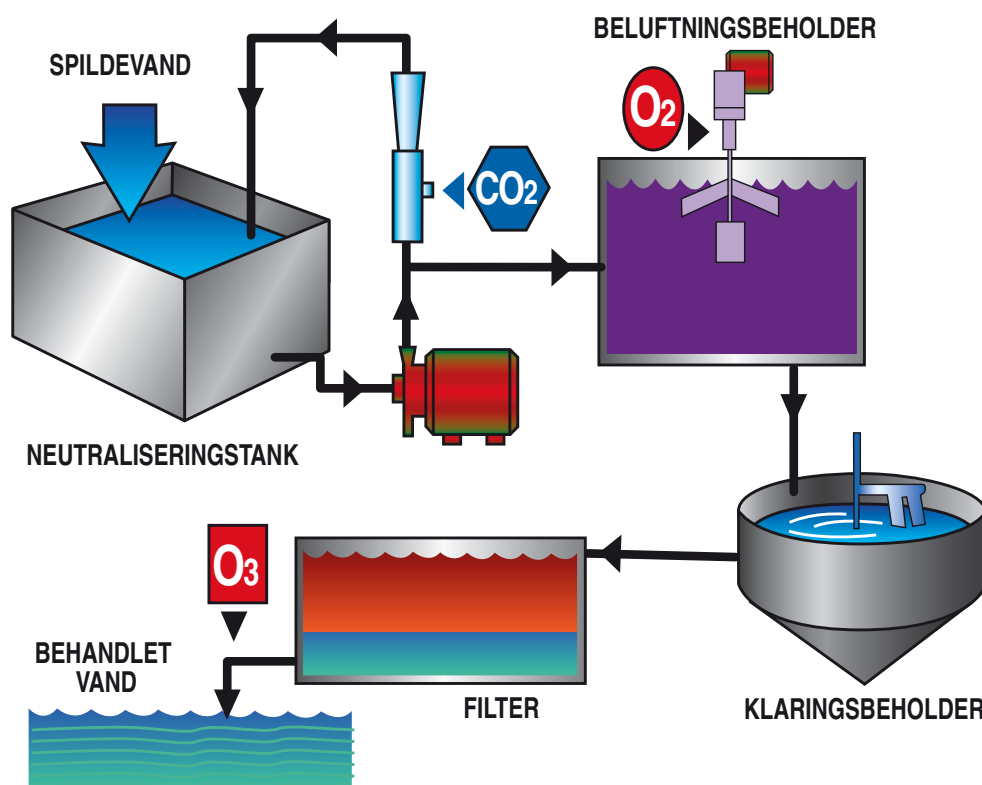 SPILDEVAND
BELUFTNINGSBEHOLDER
O2
CO2
NEUTRALISERINGSTANK
O3
BEHANDLET
VAND
FILTER
KLARINGSBEHOLDER